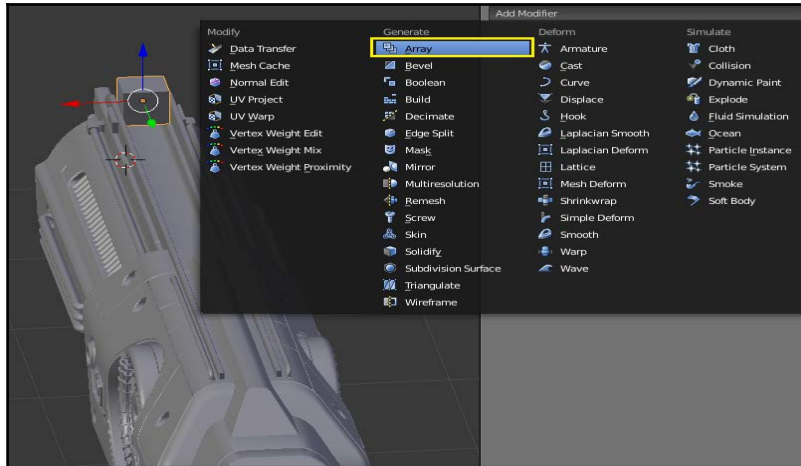 Add Modifier
Modify
Data Transfer
Mesh Cache
Normal Edit
UV Project
UV Warp
Vertex Weight Edit
Vertex Weight Mix
Vertex Weight Proximity
Generate
Array
Bevel
Boolean
Build
Decimate
Edge Split
Mask
Mirror
Multiresolution
Remesh
Screw
Skin
Solidify
Subdivision Surface
Triangulate
Wireframe
Deform
Armature
Cast
Curve
Displace
Hook
Laplacian Smooth
Laplacian Deform
Lattice
Mesh Deform
Shrinkwrap
Simple Deform
Smooth
Warp
Wave
Simulate
Cloth
Collision
Dynamic Paint
Explode
Fluid Simulation
Ocean
Particle Instance
Particle System
Smoke
Soft Body